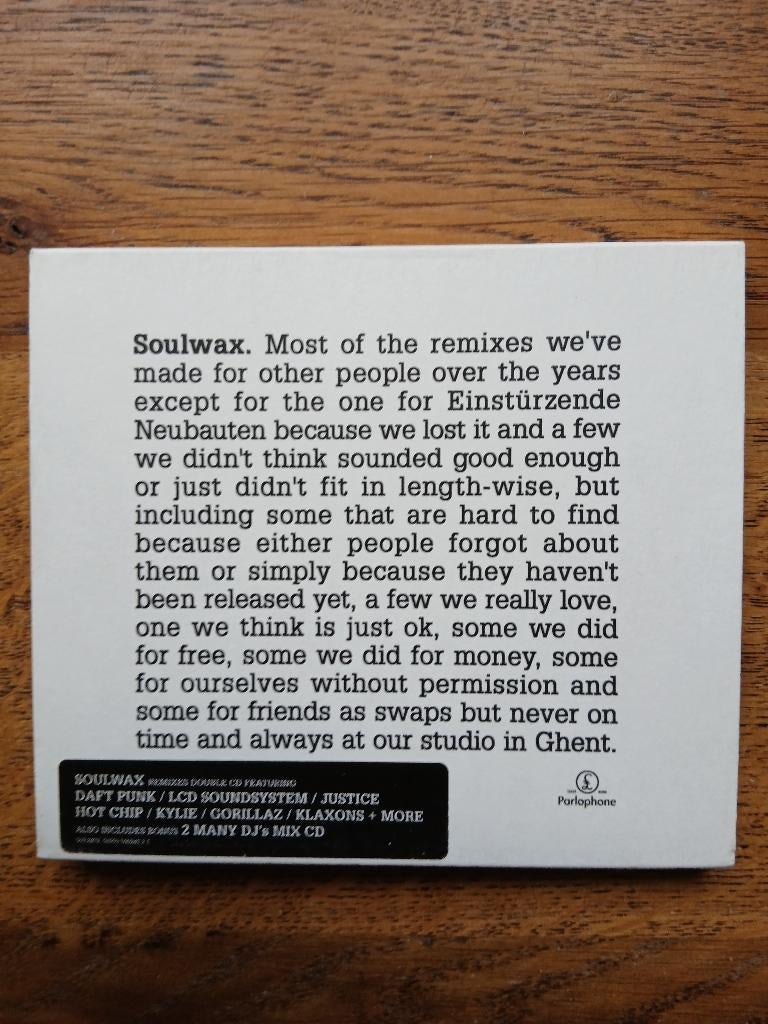 Soulwax. Most of the remixes we've
made for other people over the years
except for the one for Einstürzende
Neubauten because we lost it and a few
we didn't think sounded good enough
or just didn't fit in length-wise, but
including some that are hard to find
because either people forgot about
them or simply because they haven't
been released yet, a few we really love,
one we think is just ok, some we did
for free, some we did for money, some
for ourselves without permission and
some for friends as swaps but never on
time and always at our studio in Ghent.
SOULWAX REMIXES DOUBLE CD FEATURING
DAFT PUNK / LCD SOUNDSYSTEM / JUSTICE
HOT CHIP / KYLIE / GORILLAZ / KLAXONS + MORE
ALSO INCLUDES BONUS 2 MANY DJ's MIX CD
£
Parlophone